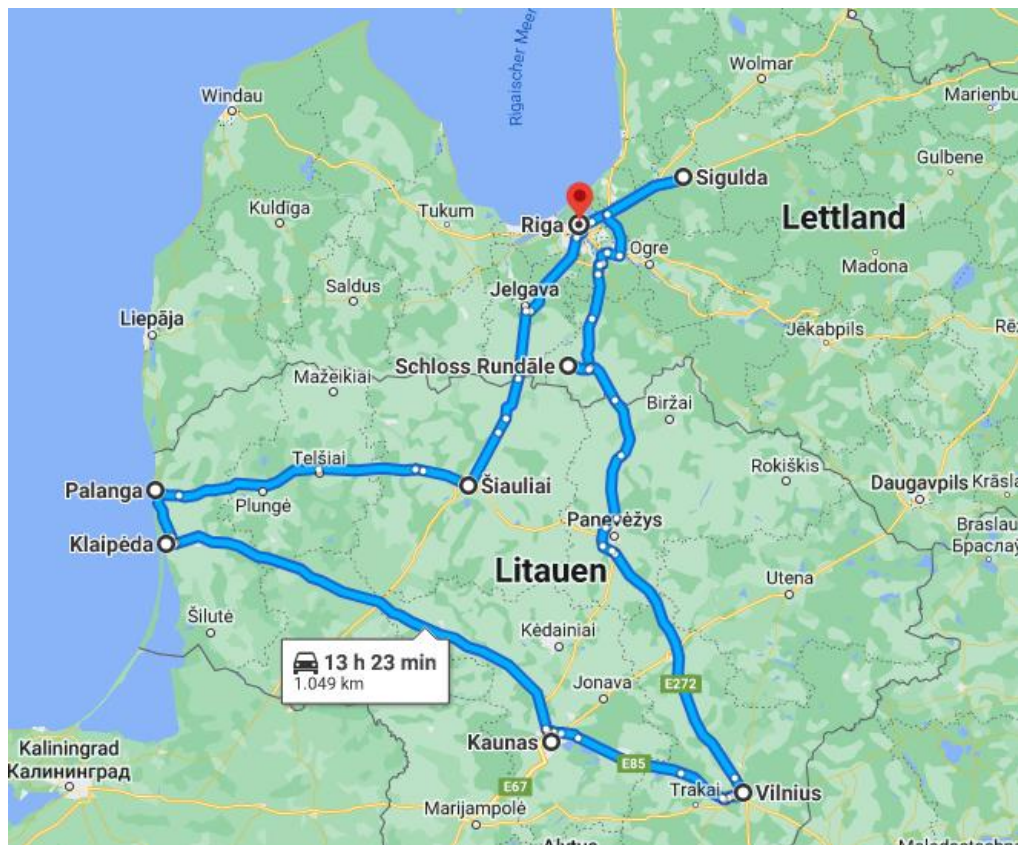 Rigaischer Meer
Wolmar
Windau
Marienbu
Gulbene
Sigulda
Kuldīga
Tukum
Riga
Lettland
Ogre
Madona
Saldus
Jelgava
Liepāja
Jēkabpils
Rēz
Schloss Rundāle
Mažeikiai
Biržai
Telšiai
Rokiškis
Palanga
Plungė
Šiauliai
Daugavpils
Krāsla
Panevėžys
Braslau
Браслаў
Klaipėda
Litauen
Utena
Šilutė
Kėdainiai
13 h 23 min
1.049 km
Jonava
E272
Kaunas
Kaliningrad
Калининград
E85
E67
Trakai
Vilnius
Marijampolė
Alytus